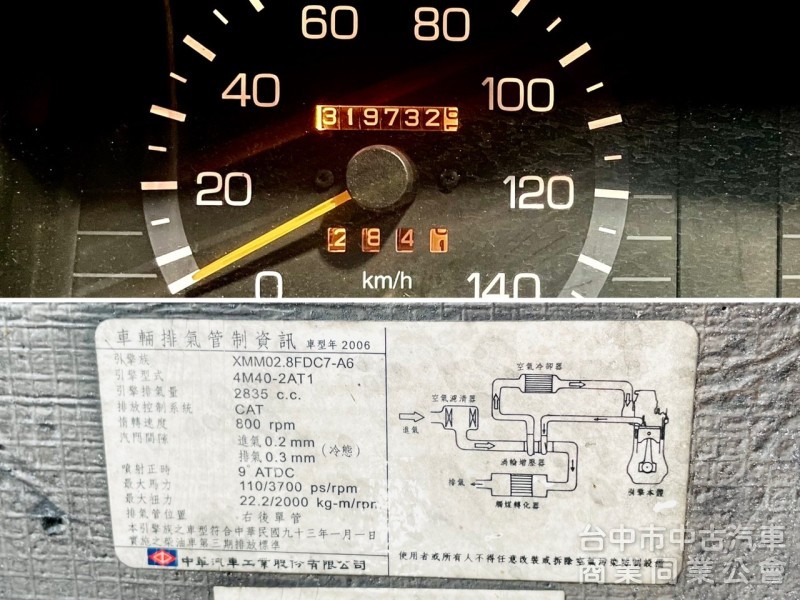 60 80
40 100
319732
20 120
2 8 4
km/h
0 140
車輛排氣管制資訊 車型年 2006
引擎族 XMM02.8FDC7-A6
引擎型式 4M40-2AT1
引擎排氣量 2835 c.c.
排放控制系統 CAT
惰轉速度 800 rpm
汽門間隙 進氣 0.2 mm (冷態)
排氣 0.3 mm
噴射正時 9° ATDC
最大馬力 110/3700 ps/rpm
最大扭力 22.2/2000 kg-m/rpm
排氣管位置 右後單管
本引擎族之車型符合中華民國九十三年一月一日
實施之柴油車第三期排放標準
中華汽車工業股份有限公司
空氣冷卻器
空氣濾清器
進氣
渦輪增壓器
排氣
觸媒轉化器
引擎本體
使用者或所有人不得任意改裝或拆除空氣污染防制設備
台中市中古汽車
商業同業公會